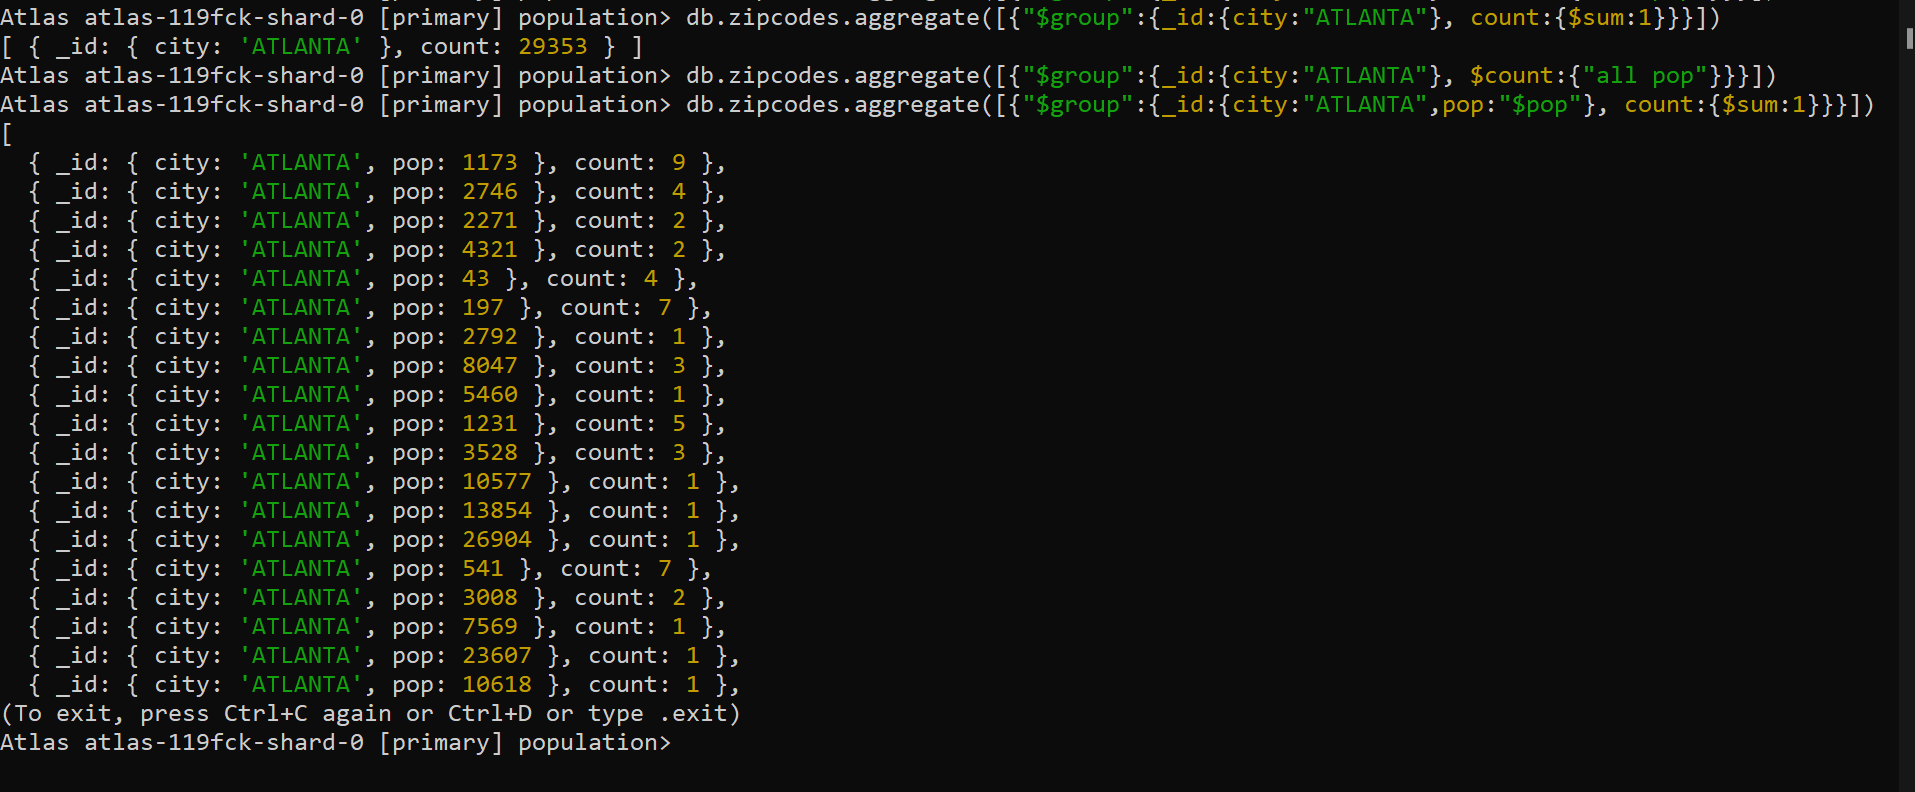 Atlas atlas-119fck-shard-0 [primary] population> db.zipcodes.aggregate([{"$group":{_id:{city:"ATLANTA"}, count:{$sum:1}}}])
[ { _id: { city: 'ATLANTA' }, count: 29353 } ]
Atlas atlas-119fck-shard-0 [primary] population> db.zipcodes.aggregate([{"$group":{_id:{city:"ATLANTA"}, $count:{"all pop"}}}])
Atlas atlas-119fck-shard-0 [primary] population> db.zipcodes.aggregate([{"$group":{_id:{city:"ATLANTA",pop:"$pop"}, count:{$sum:1}}}])
[
  { _id: { city: 'ATLANTA', pop: 1173 }, count: 9 },
  { _id: { city: 'ATLANTA', pop: 2746 }, count: 4 },
  { _id: { city: 'ATLANTA', pop: 2271 }, count: 2 },
  { _id: { city: 'ATLANTA', pop: 4321 }, count: 2 },
  { _id: { city: 'ATLANTA', pop: 43 }, count: 4 },
  { _id: { city: 'ATLANTA', pop: 197 }, count: 7 },
  { _id: { city: 'ATLANTA', pop: 2792 }, count: 1 },
  { _id: { city: 'ATLANTA', pop: 8047 }, count: 3 },
  { _id: { city: 'ATLANTA', pop: 5460 }, count: 1 },
  { _id: { city: 'ATLANTA', pop: 1231 }, count: 5 },
  { _id: { city: 'ATLANTA', pop: 3528 }, count: 3 },
  { _id: { city: 'ATLANTA', pop: 10577 }, count: 1 },
  { _id: { city: 'ATLANTA', pop: 13854 }, count: 1 },
  { _id: { city: 'ATLANTA', pop: 26904 }, count: 1 },
  { _id: { city: 'ATLANTA', pop: 541 }, count: 7 },
  { _id: { city: 'ATLANTA', pop: 3008 }, count: 2 },
  { _id: { city: 'ATLANTA', pop: 7569 }, count: 1 },
  { _id: { city: 'ATLANTA', pop: 23607 }, count: 1 },
  { _id: { city: 'ATLANTA', pop: 10618 }, count: 1 },
(To exit, press Ctrl+C again or Ctrl+D or type .exit)
Atlas atlas-119fck-shard-0 [primary] population>